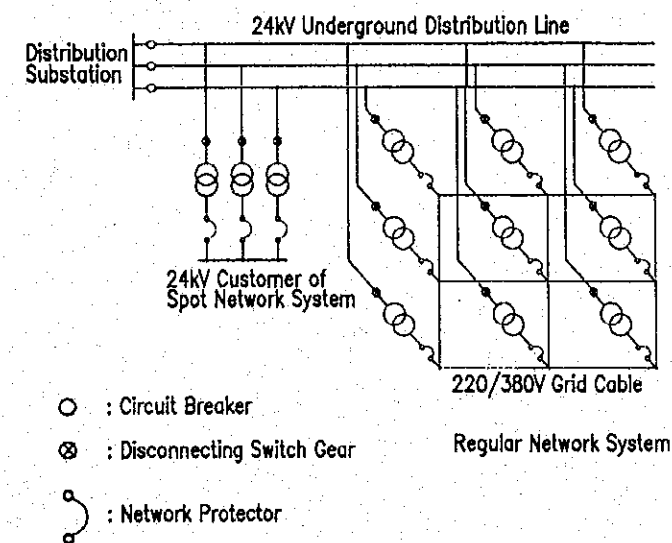 24kV Underground Distribution Line
Distribution
Substation
24kV Customer of
Spot Network System
220/380V Grid Cable
Regular Network System
: Circuit Breaker
: Disconnecting Switch Gear
: Network Protector